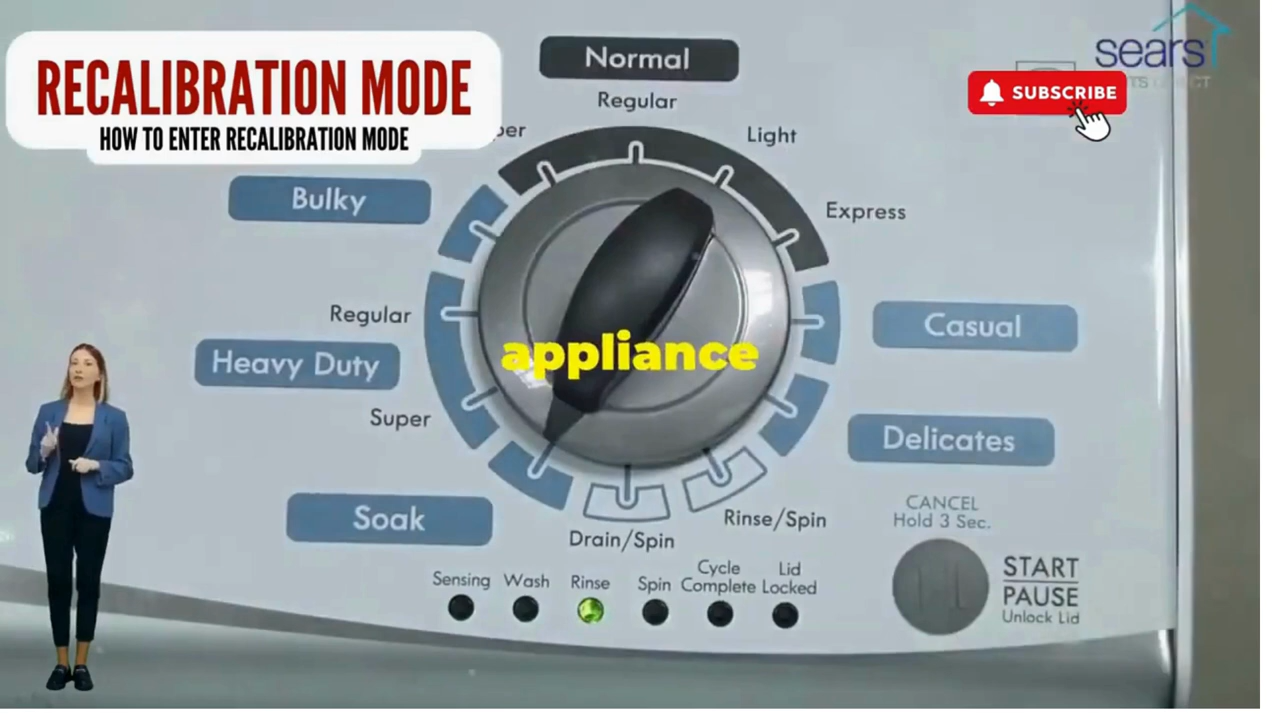 RECALIBRATION MODE
HOW TO ENTER RECALIBRATION MODE
Normal
sears
SUBSCRIBE
Regular
Light
Bulky
Express
Regular
Casual
appliance
Heavy Duty
Super
Delicates
Soak
CANCEL
Hold 3 Sec.
Rinse/Spin
Drain/Spin
Sensing
Wash
Rinse
Spin
Cycle
Complete
Lid
Locked
START
PAUSE
Unlock Lid